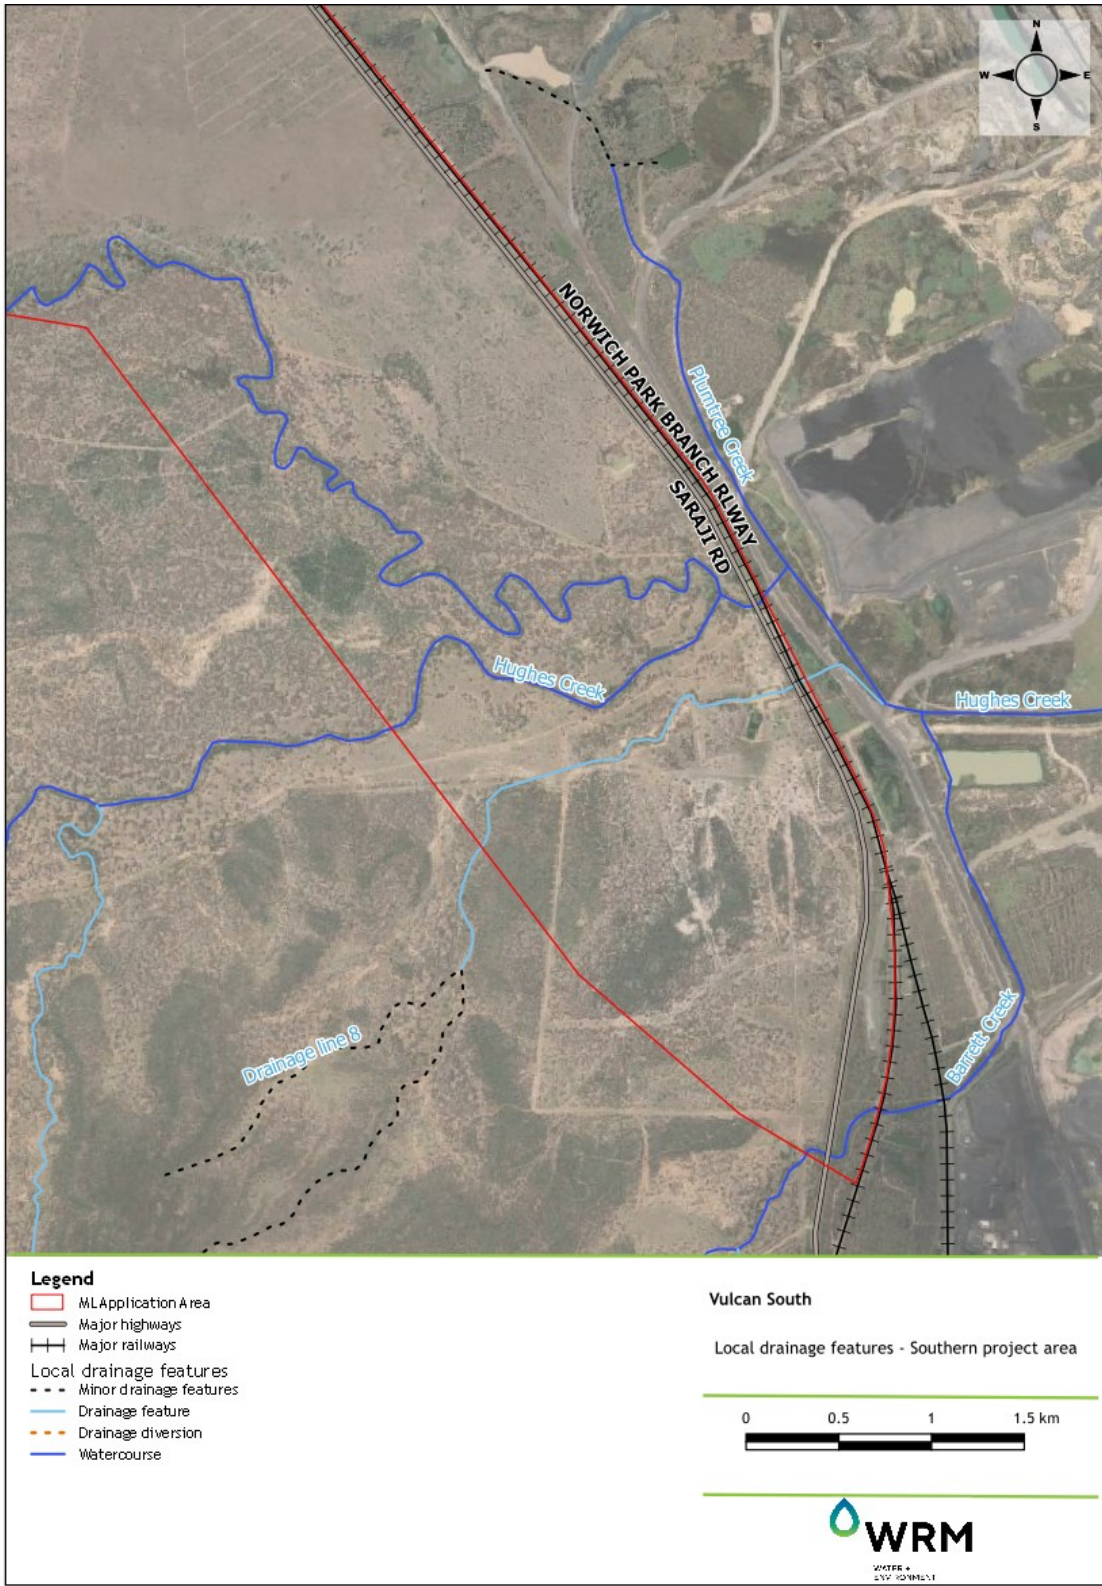 N
W
E
S
NORWICH PARK BRANCH RLWAY
SARAJI RD
Plumtree Creek
Hughes Creek
Hughes Creek
Drainage line 8
Barrett Creek
Legend
ML Application Area
Major highways
Major railways
Local drainage features
Minor drainage features
Drainage feature
Drainage diversion
Watercourse
Vulcan South
Local drainage features - Southern project area
0 0.5 1 1.5 km
WRM
WATER +
ENVIRONMENT